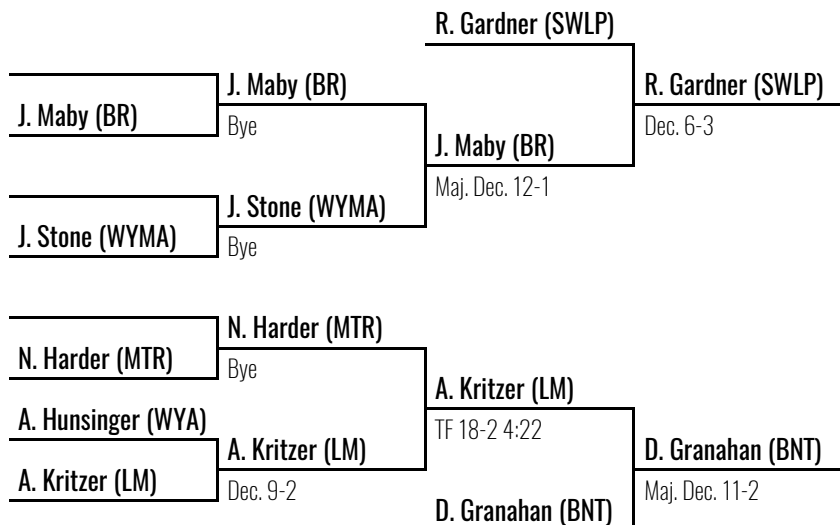 R. Gardner (SWLP)
J. Maby (BR)
R. Gardner (SWLP)
J. Maby (BR)
Bye
Dec. 6-3
J. Maby (BR)
Maj. Dec. 12-1
J. Stone (WYMA)
J. Stone (WYMA)
Bye
N. Harder (MTR)
N. Harder (MTR)
Bye
A. Kritzer (LM)
A. Hunsinger (WYA)
TF 18-2 4:22
A. Kritzer (LM)
D. Granahan (BNT)
A. Kritzer (LM)
Dec. 9-2
Maj. Dec. 11-2
D. Granahan (BNT)